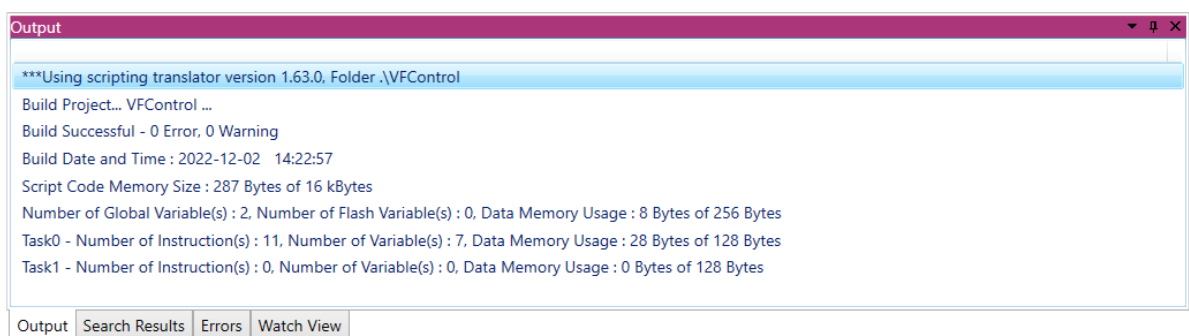 Output
***Using scripting translator version 1.63.0, Folder .\VFControl
Build Project... VFControl ...
Build Successful - 0 Error, 0 Warning
Build Date and Time : 2022-12-02   14:22:57
Script Code Memory Size : 287 Bytes of 16 kBytes
Number of Global Variable(s) : 2, Number of Flash Variable(s) : 0, Data Memory Usage : 8 Bytes of 256 Bytes
Task0 - Number of Instruction(s) : 11, Number of Variable(s) : 7, Data Memory Usage : 28 Bytes of 128 Bytes
Task1 - Number of Instruction(s) : 0, Number of Variable(s) : 0, Data Memory Usage : 0 Bytes of 128 Bytes
Output Search Results Errors Watch View